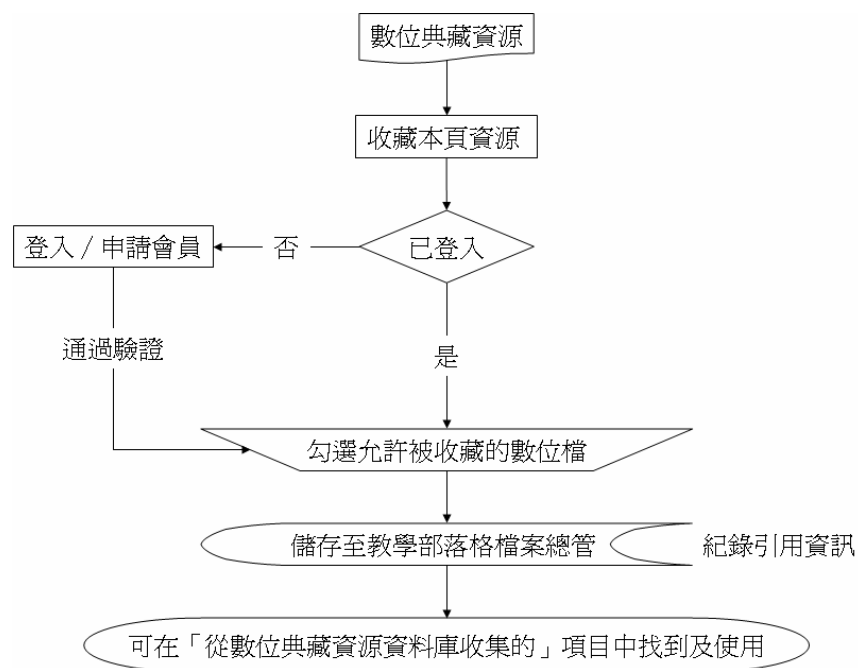 數位典藏資源
收藏本頁資源
已登入
否
登入／申請會員
通過驗證
是
勾選允許被收藏的數位檔
儲存至教學部落格檔案總管
紀錄引用資訊
可在「從數位典藏資源資料庫收集的」項目中找到及使用